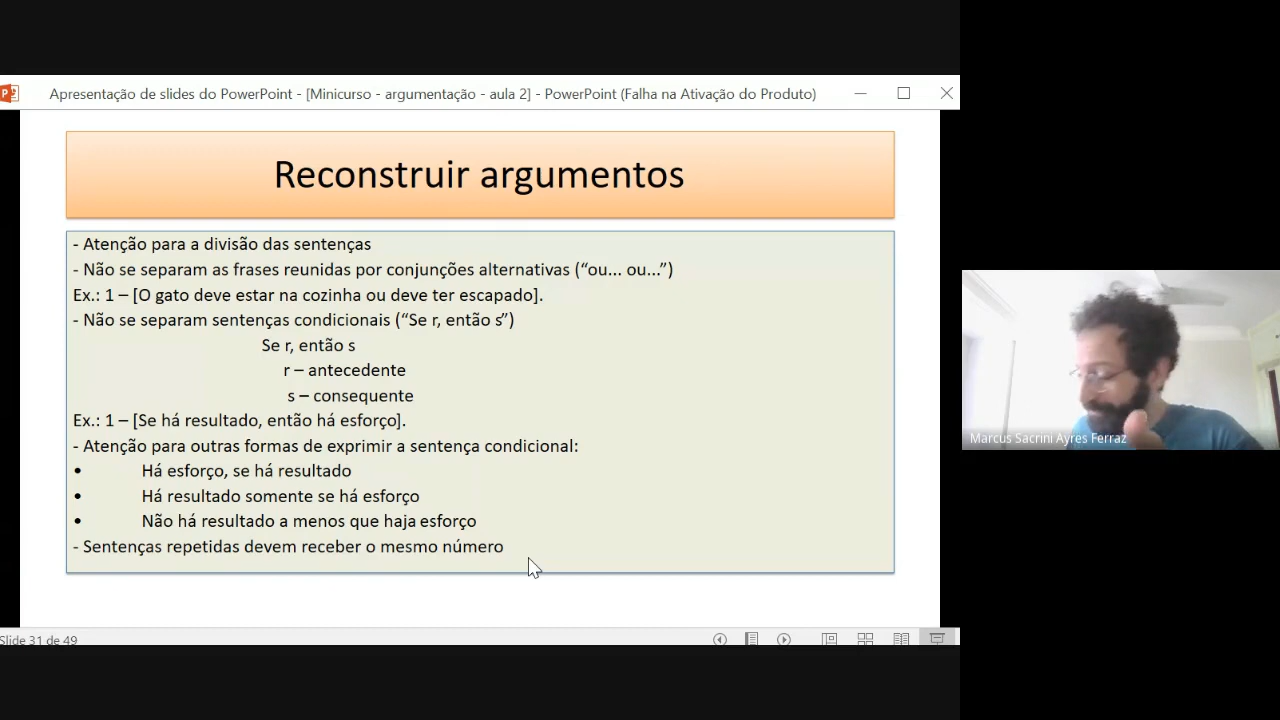 Apresentação de slides do PowerPoint - [Minicurso - argumentação - aula 2] - PowerPoint (Falha na Ativação do Produto)
Reconstruir argumentos
- Atenção para a divisão das sentenças
- Não se separam as frases reunidas por conjunções alternativas (“ou... ou...”)
Ex.: 1 – [O gato deve estar na cozinha ou deve ter escapado].
- Não se separam sentenças condicionais (“Se r, então s”)
Se r, então s
r – antecedente
s – consequente
Ex.: 1 – [Se há resultado, então há esforço].
- Atenção para outras formas de exprimir a sentença condicional:
• Há esforço, se há resultado
• Há resultado somente se há esforço
• Não há resultado a menos que haja esforço
- Sentenças repetidas devem receber o mesmo número
Marcus Sacrini Ayres Ferraz
Slide 31 de 49